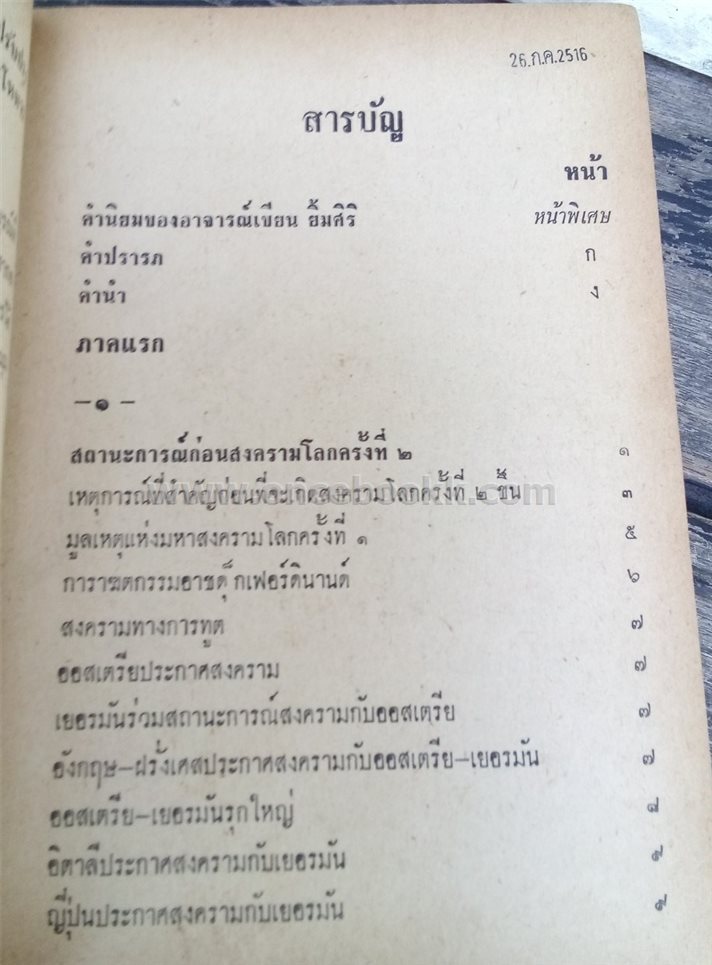 26.ก.ค.2516
สารบัญ
หน้า
คำนิยมของอาจารณ์เขียน ยิ้มศิริ หน้าพิเศษ
คำปรารภ ก
คำนำ ง
ภาคแรก
—๑—
สถานะการณ์ก่อนสงครามโลกครั้งที่ ๒ ๑
เหตุการณ์ที่สำคัญก่อนที่จะเกิดสงครามโลกครั้งที่ ๒ ขึ้น ๓
มูลเหตุแห่งมหาสงครามโลกครั้งที่ ๑ ๕
การาฆตกรรมอาชดุ๊กเฟอร์ดินานด์ ๖
สงครามทางการทูต ๗
ออสเตรียประกาศสงคราม ๗
เยอรมันร่วมสถานะการณ์สงครามกับออสเตรีย ๗
อังกฤษ—ฝรั่งเศสประกาศสงครามกับออสเตรีย—เยอรมัน ๗
ออสเตรีย—เยอรมันรุกใหญ่ ๘
อิตาลีประกาศสงครามกับเยอรมัน ๙
ญี่ปุ่นประกาศสงครามกับเยอรมัน ๙